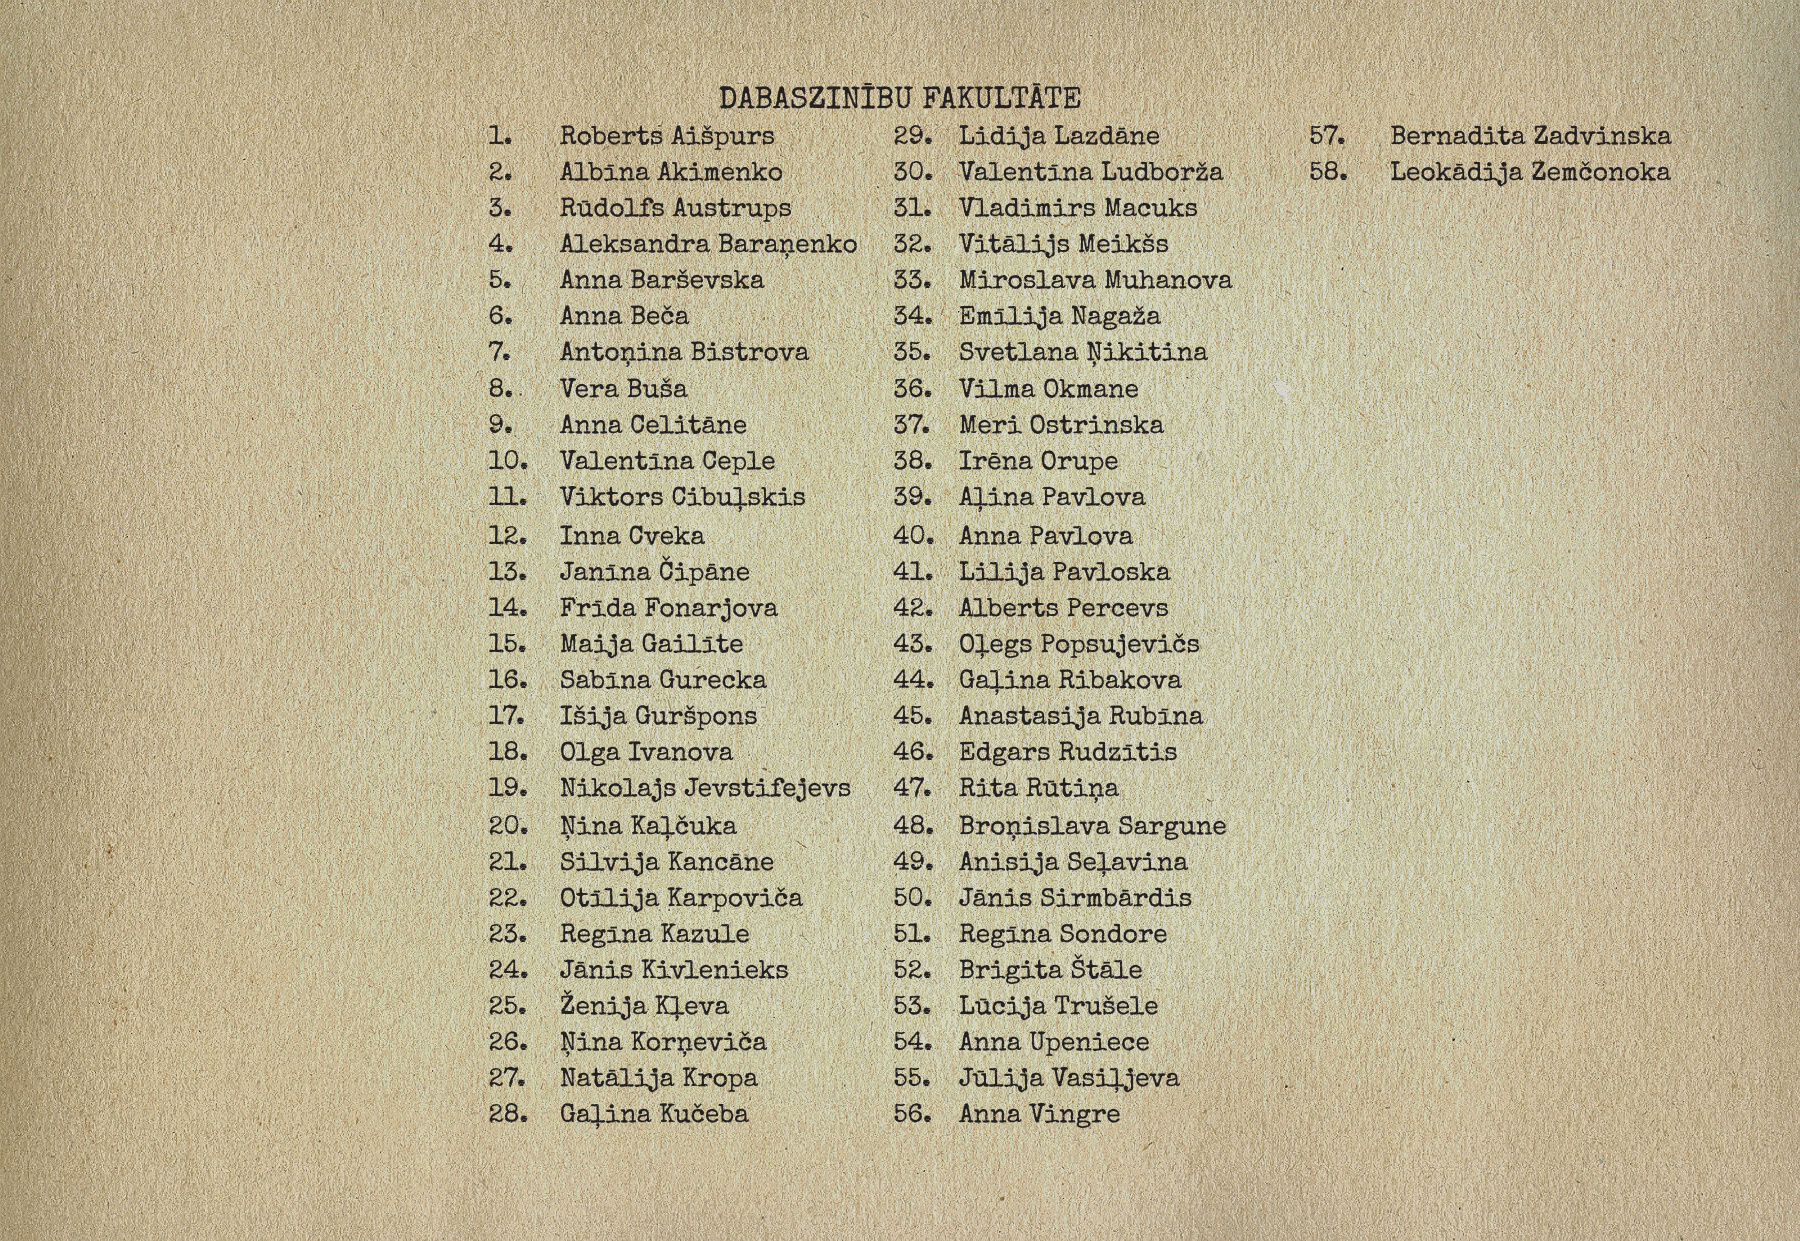 DABASZINĪBU FAKULTĀTE
1. Roberts Aišpurs
2. Albīna Akimenko
3. Rūdolfs Austrups
4. Aleksandra Baraņenko
5. Anna Barševska
6. Anna Beča
7. Antoņina Bistrova
8. Vera Buša
9. Anna Celitāne
10. Valentīna Ceple
11. Viktors Cibuļskis
12. Inna Cveka
13. Janīna Čipāne
14. Frīda Fonarjova
15. Maija Gailīte
16. Sabīna Gurecka
17. Išija Guršpons
18. Olga Ivanova
19. Nikolajs Jevstifejevs
20. Ņina Kaļčuka
21. Silvija Kancāne
22. Otīlija Karpoviča
23. Regīna Kazule
24. Jānis Kivlenieks
25. Ženija Kļeva
26. Ņina Korņeviča
27. Natālija Kropa
28. Gaļina Kučeba
29. Lidija Lazdāne
30. Valentīna Ludborža
31. Vladimirs Macuks
32. Vitālijs Meikšs
33. Miroslava Muhanova
34. Emīlija Nagaža
35. Svetlana Ņikitina
36. Vilma Okmane
37. Meri Ostrinska
38. Irēna Orupe
39. Aļina Pavlova
40. Anna Pavlova
41. Lilija Pavloska
42. Alberts Percevs
43. Oļegs Popsujevičs
44. Gaļina Ribakova
45. Anastasija Rubīna
46. Edgars Rudzītis
47. Rita Rūtiņa
48. Broņislava Sargune
49. Anisija Seļavina
50. Jānis Sirmbārdis
51. Regīna Sondore
52. Brigita Štāle
53. Lūcija Trušele
54. Anna Upeniece
55. Jūlija Vasiļjeva
56. Anna Vingre
57. Bernadita Zadvinska
58. Leokādija Zemčonoka